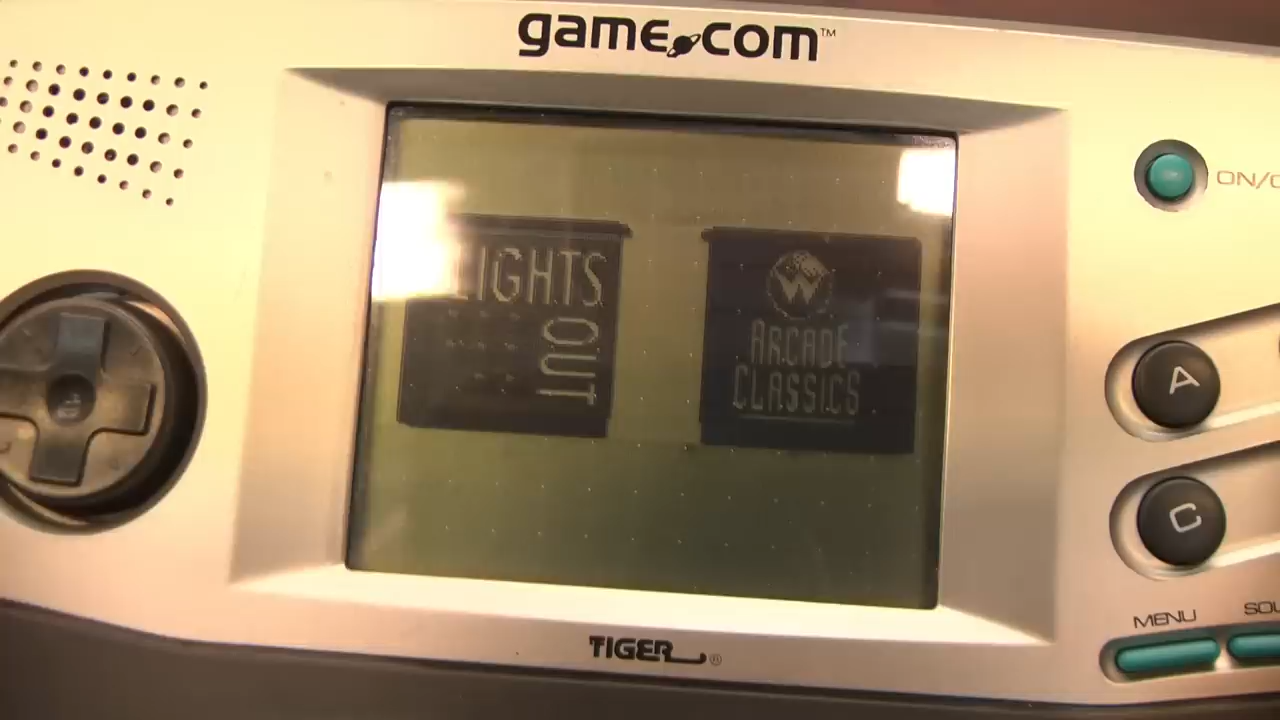 game.com™
ON/
LIGHTS
OUT
W
ARCADE
CLASSICS
A
C
MENU
SOU
TIGER®